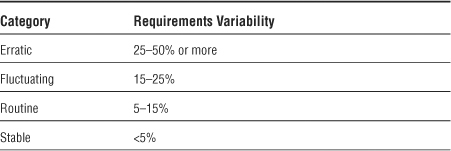 Category Requirements Variability
Erratic 25–50% or more
Fluctuating 15–25%
Routine 5–15%
Stable <5%